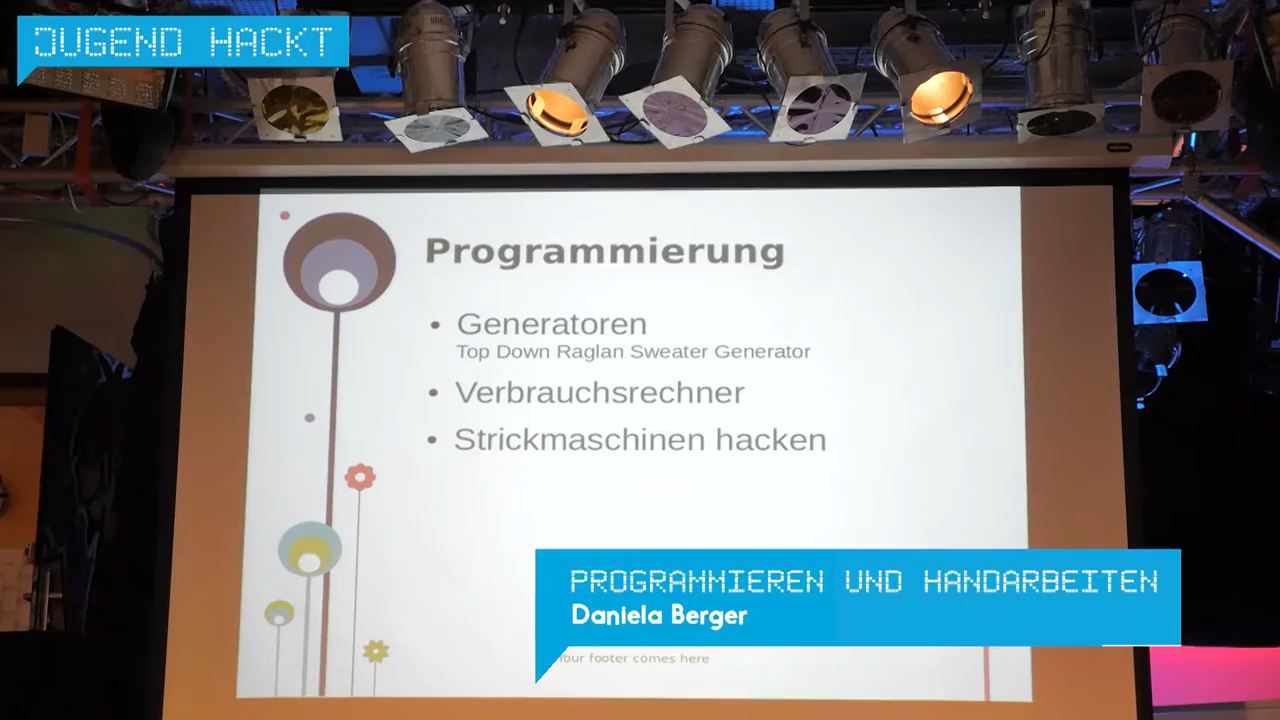 JUGEND HACKT
Programmierung
• Generatoren
Top Down Raglan Sweater Generator
• Verbrauchsrechner
• Strickmaschinen hacken
PROGRAMMIEREN UND HANDARBEITEN
Daniela Berger
our footer comes here